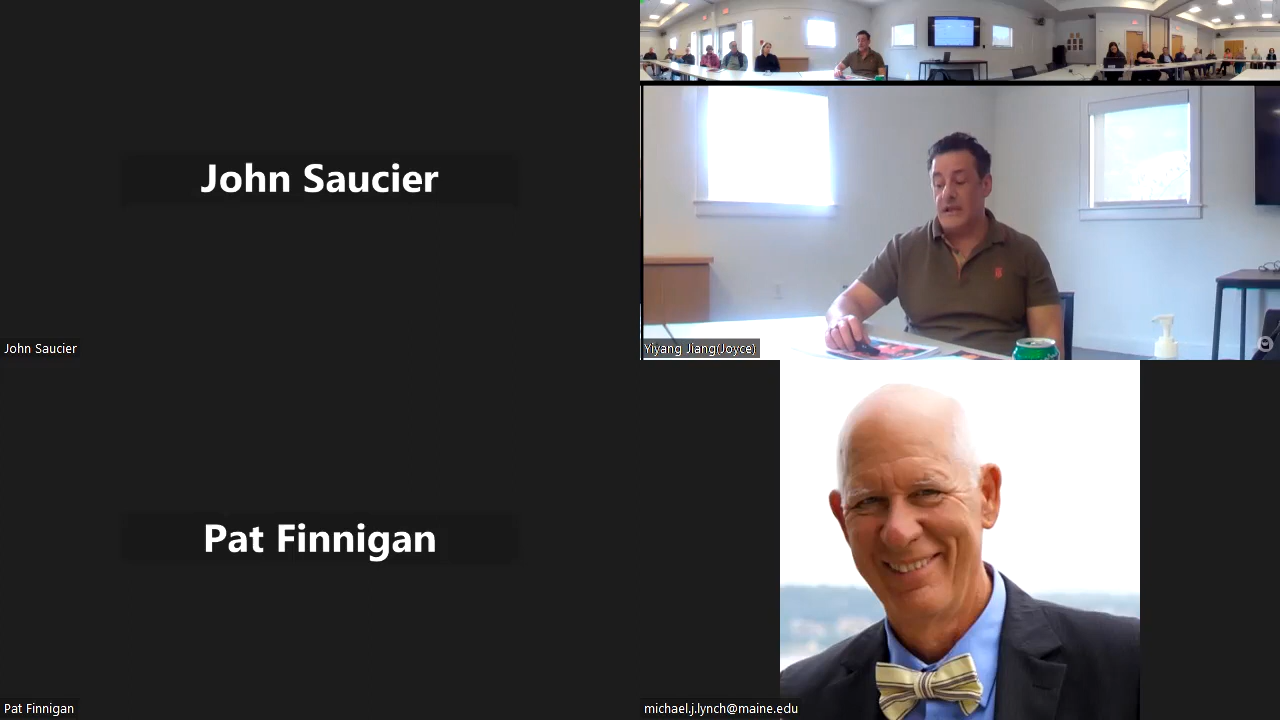 John Saucier
John Saucier
Yiyang Jiang(Joyce)
Pat Finnigan
Pat Finnigan
michael.j.lynch@maine.edu